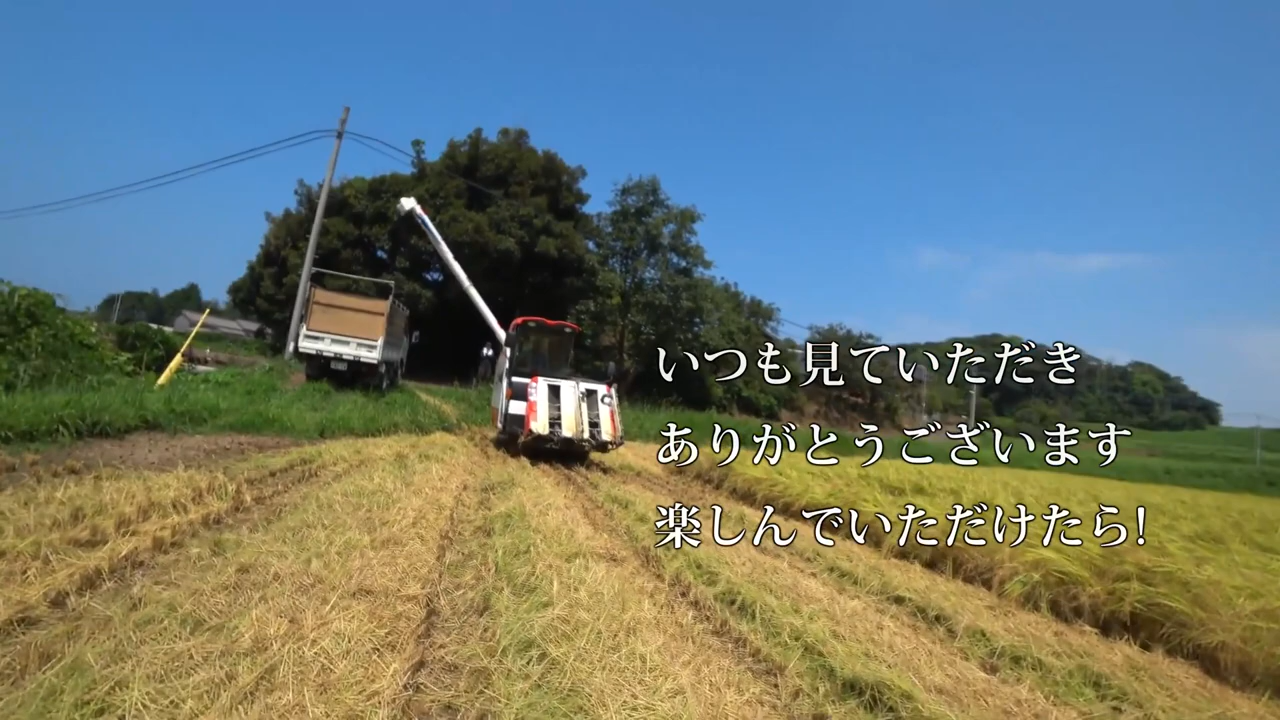 いつも見ていただき
ありがとうございます
楽しんでいただけたら!